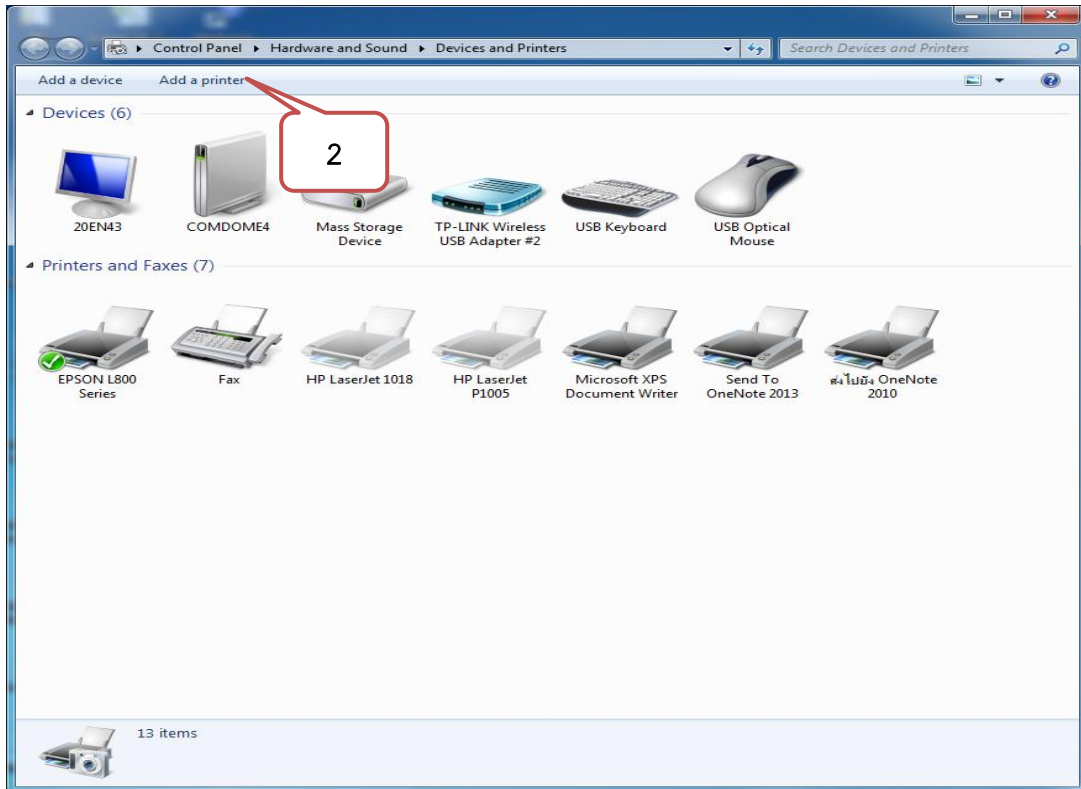 Control Panel ▸ Hardware and Sound ▸ Devices and Printers
Search Devices and Printers
Add a device Add a printer
Devices (6)
2
20EN43
COMDOME4
Mass Storage
Device
TP-LINK Wireless
USB Adapter #2
USB Keyboard
USB Optical
Mouse
Printers and Faxes (7)
EPSON L800
Series
Fax
HP LaserJet 1018
HP LaserJet
P1005
Microsoft XPS
Document Writer
Send To
OneNote 2013
ส่งไปยัง OneNote
2010
13 items